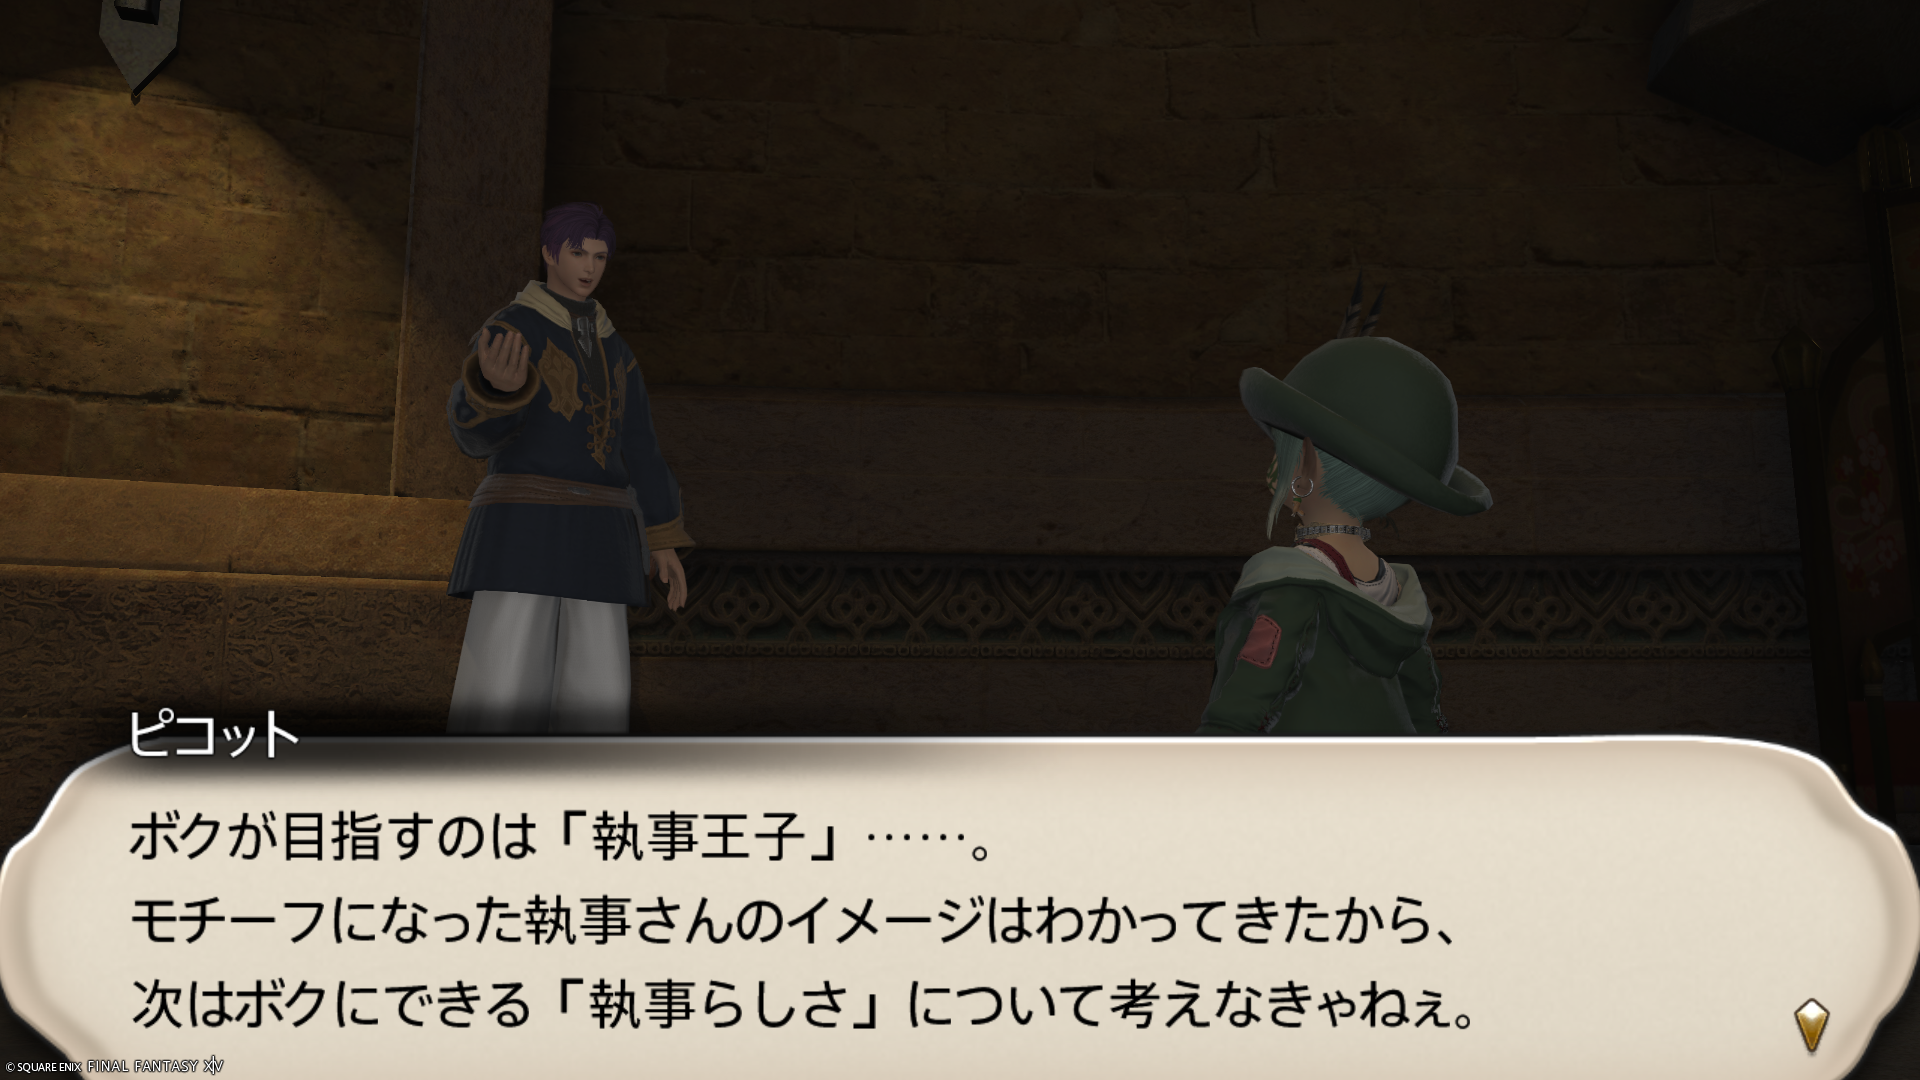 ピコット
ボクが目指すのは「執事王子」……。
モチーフになった執事さんのイメージはわかってきたから、
次はボクにできる「執事らしさ」について考えなきゃねぇ。
© SQUARE ENIX FINAL FANTASY XIV